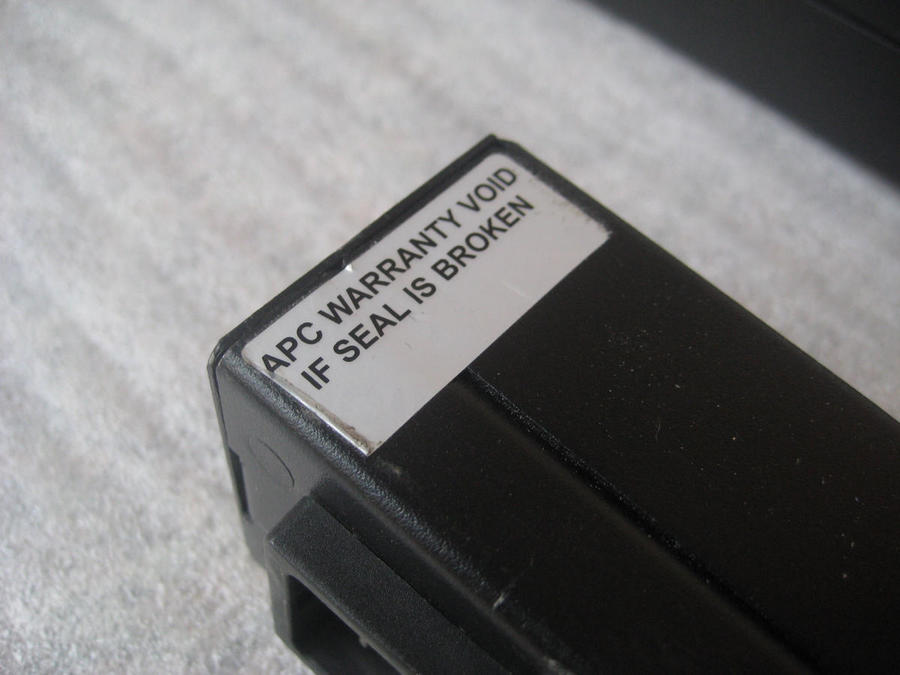 APC WARRANTY VOID
IF SEAL IS BROKEN